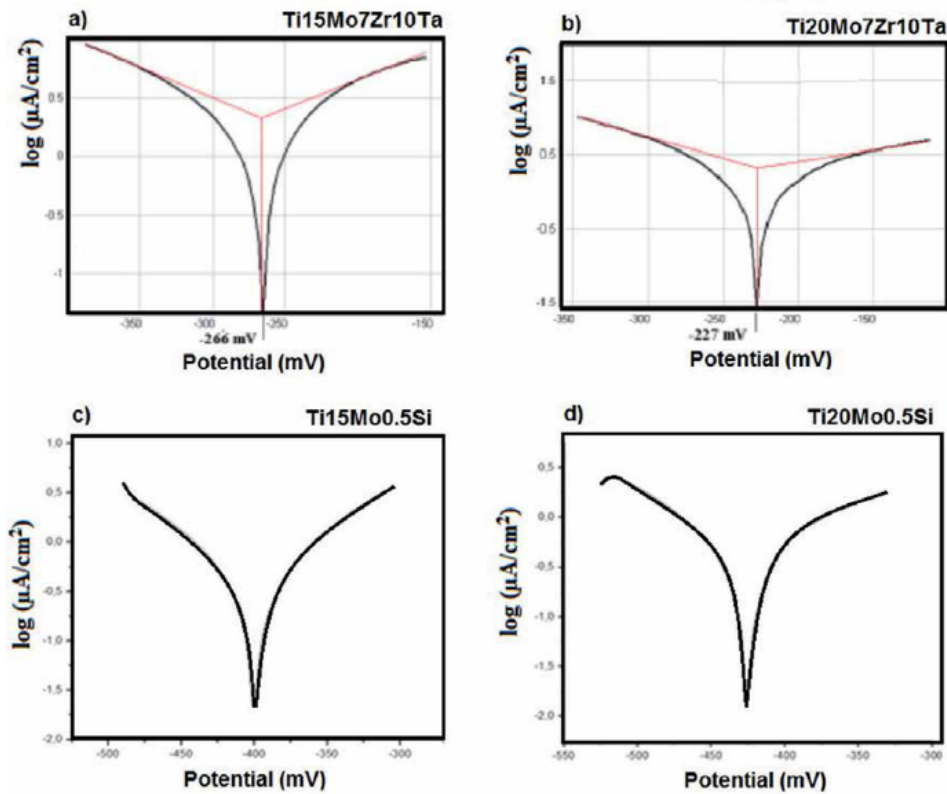 a) Ti15Mo7Zr10Ta
log (μA/cm²)
0.5
0
-0.5
-1
-350 -300 -250 -200 -150
-266 mV
Potential (mV)
b) Ti20Mo7Zr10Ta
log (μA/cm²)
1.5
0.5
-0.5
-1.5
-350 -300 -250 -200 -150
-227 mV
Potential (mV)
c) Ti15Mo0.5Si
log (μA/cm²)
1.0
0.5
0.0
-0.5
-1.0
-1.5
-2.0
-500 -450 -400 -350 -300
Potential (mV)
d) Ti20Mo0.5Si
log (μA/cm²)
0.5
0.0
-0.5
-1.0
-1.5
-2.0
-550 -500 -450 -400 -350 -300
Potential (mV)